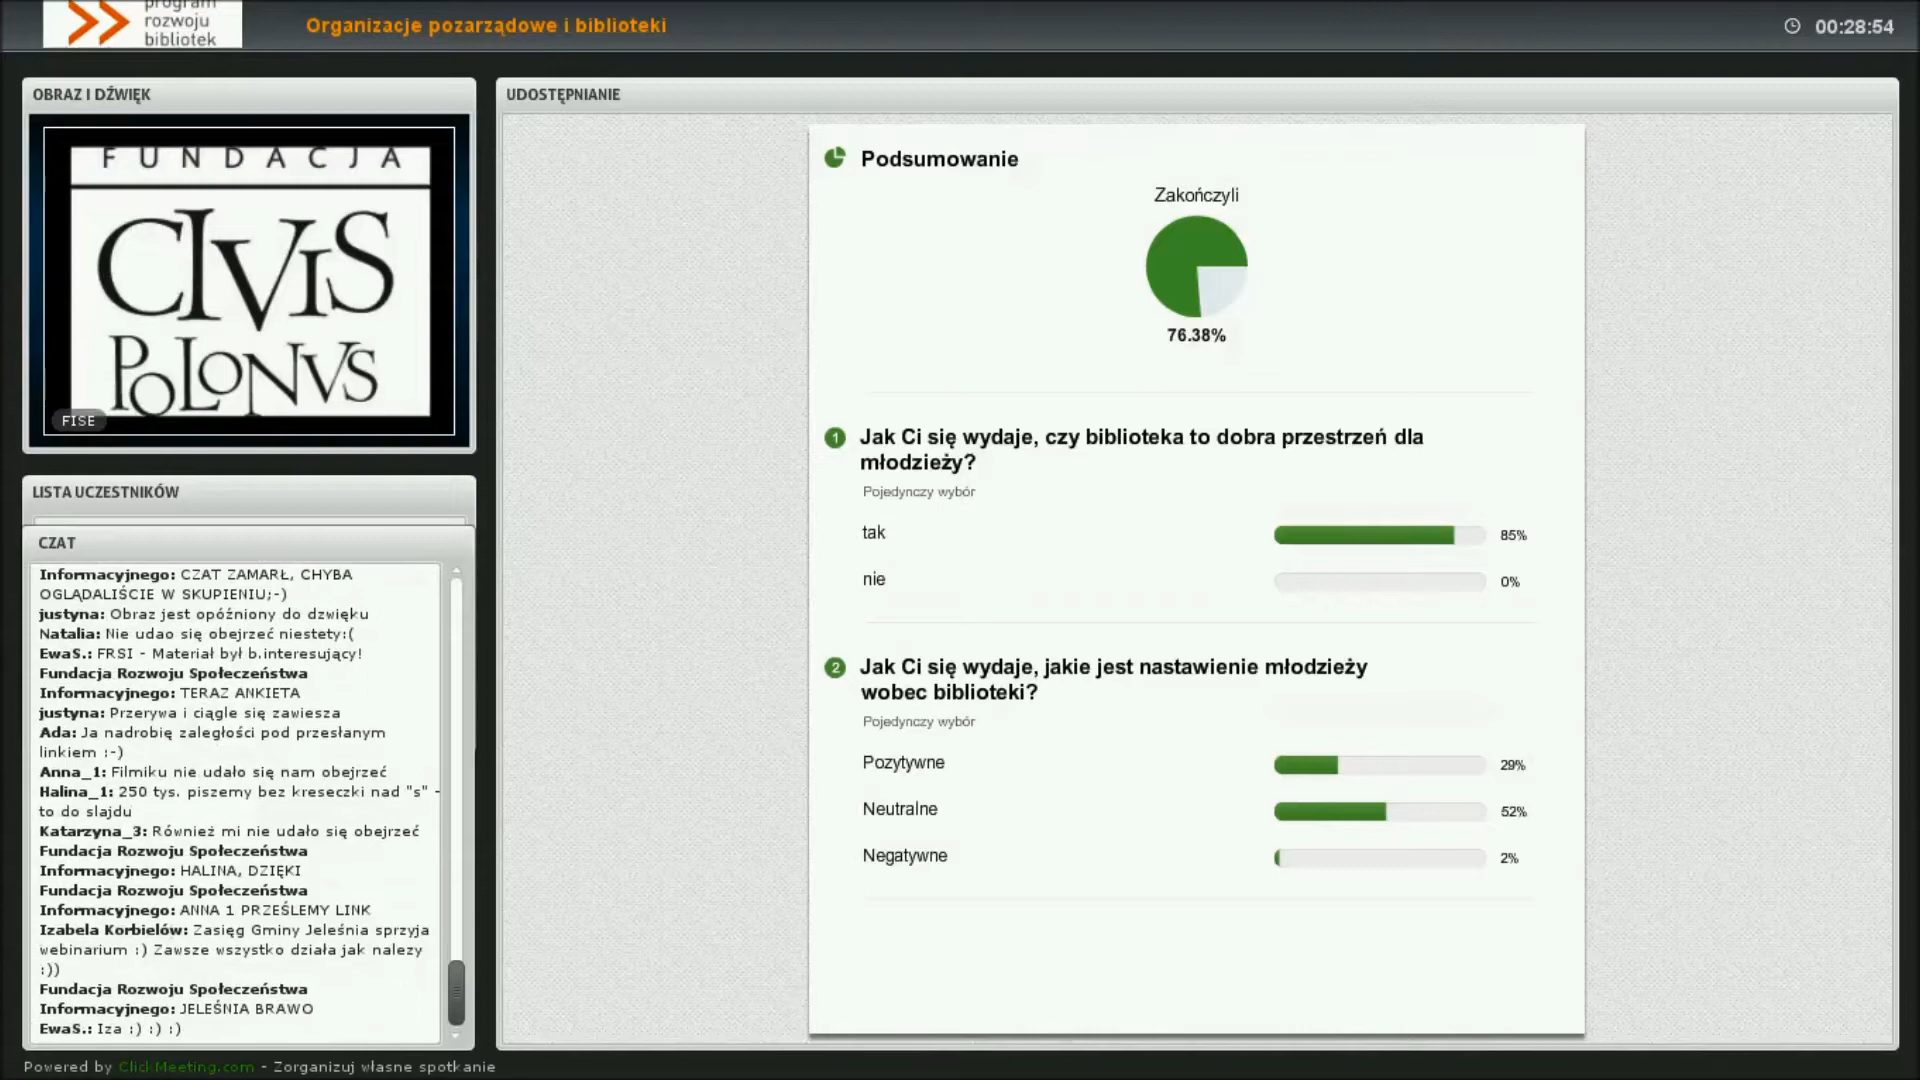 program
rozwoju
bibliotek
Organizacje pozarządowe i biblioteki
00:28:54
OBRAZ I DŹWIĘK
FUNDACJA
CIVIS
POLONVS
FISE
LISTA UCZESTNIKÓW
CZAT
Informacyjnego: CZAT ZAMARŁ, CHYBA
OGLĄDALIŚCIE W SKUPIENIU;-)
justyna: Obraz jest opóźniony do dzwięku
Natalia: Nie udao się obejrzeć niestety:(
EwaS.: FRSI - Materiał był b.interesujący!
Fundacja Rozwoju Społeczeństwa
Informacyjnego: TERAZ ANKIETA
justyna: Przerywa i ciągle się zawiesza
Ada: Ja nadrobię zaległości pod przesłanym
linkiem :-)
Anna_1: Filmiku nie udało się nam obejrzeć
Halina_1: 250 tys. piszemy bez kreseczki nad "s" -
to do slajdu
Katarzyna_3: Również mi nie udało się obejrzeć
Fundacja Rozwoju Społeczeństwa
Informacyjnego: HALINA, DZIĘKI
Fundacja Rozwoju Społeczeństwa
Informacyjnego: ANNA 1 PRZEŚLEMY LINK
Izabela Korbielów: Zasięg Gminy Jeleśnia sprzyja
webinarium :) Zawsze wszystko działa jak nalezy
:))
Fundacja Rozwoju Społeczeństwa
Informacyjnego: JELEŚNIA BRAWO
EwaS.: Iza :) :) :)
UDOSTĘPNIANIE
Podsumowanie
Zakończyli
76.38%
1 Jak Ci się wydaje, czy biblioteka to dobra przestrzeń dla
młodzieży?
Pojedynczy wybór
tak 85%
nie 0%
2 Jak Ci się wydaje, jakie jest nastawienie młodzieży
wobec biblioteki?
Pojedynczy wybór
Pozytywne 29%
Neutralne 52%
Negatywne 2%
Powered by ClickMeeting.com - Zorganizuj własne spotkanie